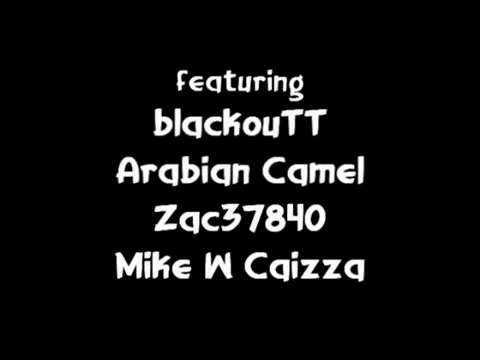 featuring
blackouTT
Arabian Camel
Zac37840
Mike W Caizza